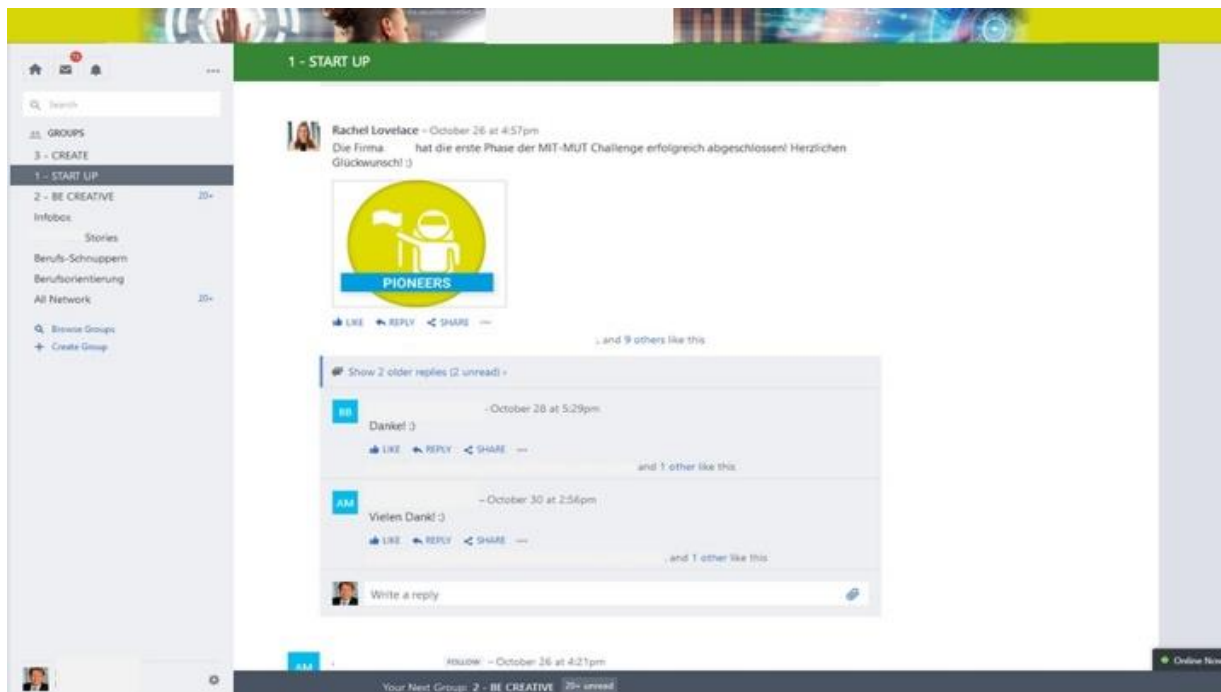 1 - START UP
Search
GROUPS
3 - CREATE
1 - START UP
2 - BE CREATIVE 20+
Infobox
Stories
Berufs-Schnuppern
Berufsorientierung
All Network 20+
Browse Groups
+ Create Group
Rachel Lovelace – October 26 at 4:57pm
Die Firma hat die erste Phase der MIT-MUT Challenge erfolgreich abgeschlossen! Herzlichen
Glückwunsch! :)
PIONEERS
LIKE REPLY SHARE
, and 9 others like this
Show 2 older replies (2 unread)
BB
- October 28 at 5:29pm
Danke! :)
LIKE REPLY SHARE
and 1 other like this
AM
– October 30 at 2:56pm
Vielen Dank! :)
LIKE REPLY SHARE
, and 1 other like this
Write a reply
AM
FOLLOW – October 26 at 4:21pm
Your Next Group: 2 - BE CREATIVE 20+ unread
Online Now